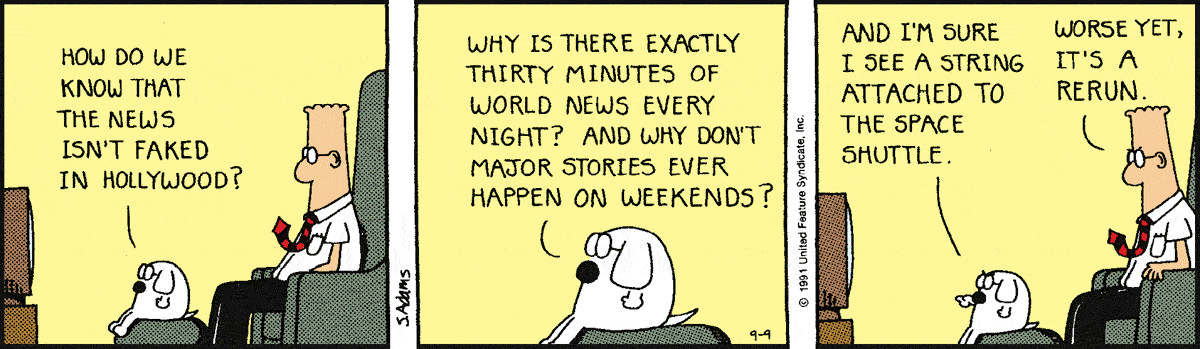 HOW DO WE
KNOW THAT
THE NEWS
ISN'T FAKED
IN HOLLYWOOD?
S.Adams
WHY IS THERE EXACTLY
THIRTY MINUTES OF
WORLD NEWS EVERY
NIGHT? AND WHY DON'T
MAJOR STORIES EVER
HAPPEN ON WEEKENDS?
9-9
© 1991 United Feature Syndicate, Inc.
AND I'M SURE
I SEE A STRING
ATTACHED TO
THE SPACE
SHUTTLE.
WORSE YET,
IT'S A
RERUN.